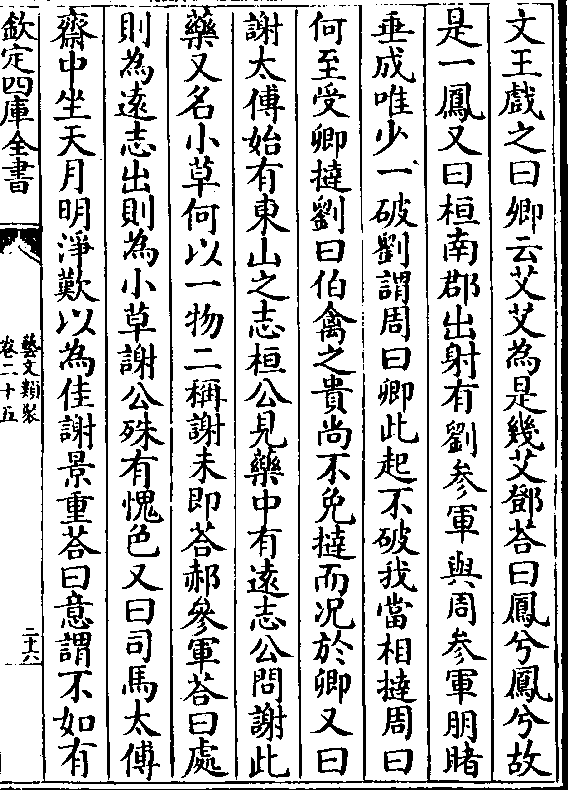 文王戲之曰卿云艾艾為是幾艾鄧荅曰鳳兮鳳兮故
是一鳳又曰桓南郡出射有劉參軍與周參軍朋賭
垂成唯少一破劉謂周曰卿此起不破我當相撻周曰
何至受卿撻劉曰伯禽之貴尚不免撻而况於卿又曰
謝太傅始有東山之志桓公見藥中有遠志公問謝此
藥又名小草何以一物二稱謝未即荅郝參軍荅曰處
則為遠志出則為小草謝公殊有愧色又曰司馬太傅
齋中坐天月明淨歎以為佳謝景重荅曰意謂不如有
欽定四庫全書
藝文類聚
卷二十五
二十六